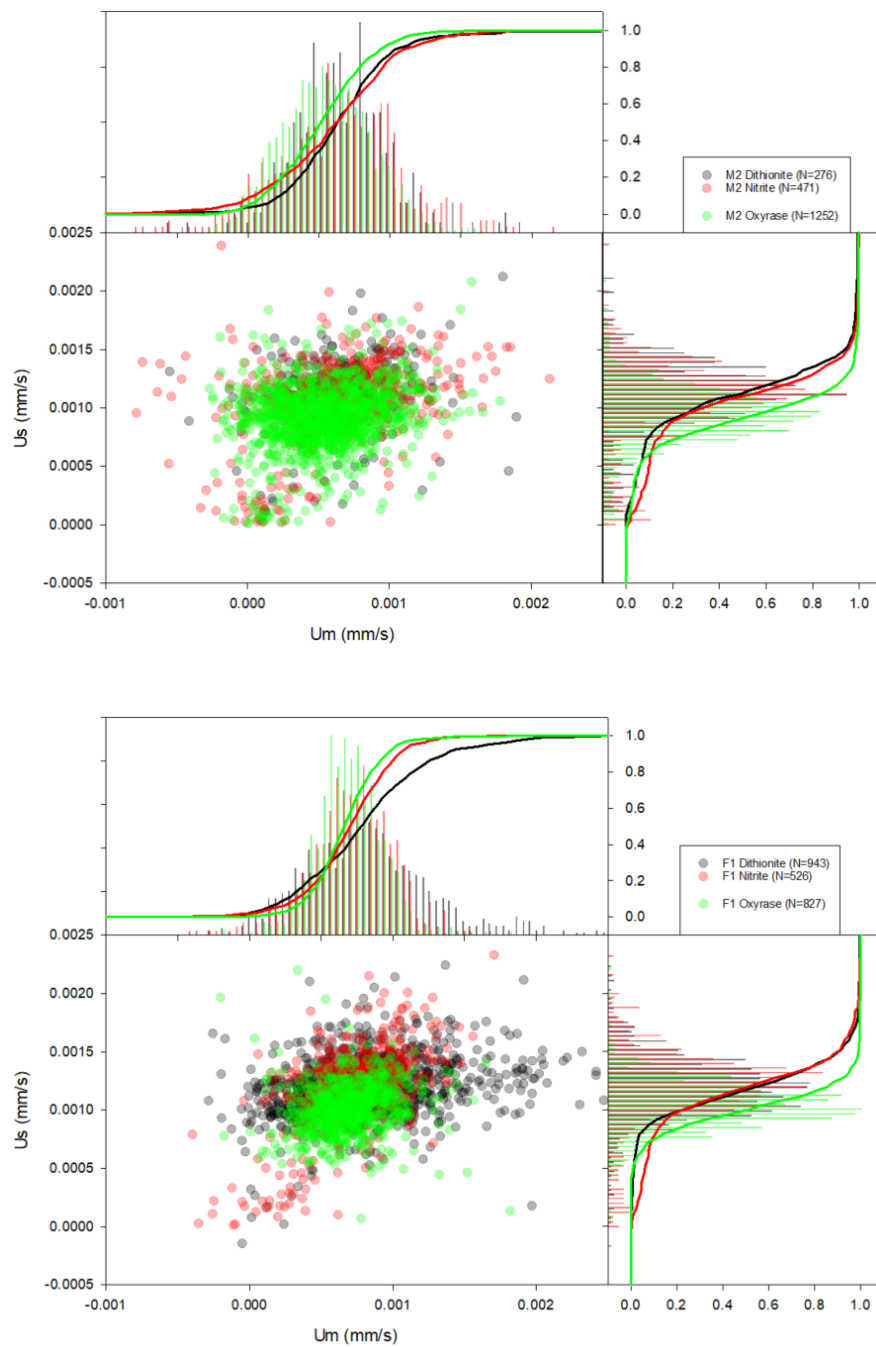 1.0
0.8
0.6
0.4
0.2
0.0
M2 Dithionite (N=276)
M2 Nitrite (N=471)
M2 Oxyrase (N=1252)
0.0025
0.0020
0.0015
0.0010
0.0005
0.0000
-0.0005
Us (mm/s)
-0.001 0.000 0.001 0.002
0.0 0.2 0.4 0.6 0.8 1.0
Um (mm/s)
1.0
0.8
0.6
0.4
0.2
0.0
F1 Dithionite (N=943)
F1 Nitrite (N=526)
F1 Oxyrase (N=827)
0.0025
0.0020
0.0015
0.0010
0.0005
0.0000
-0.0005
Us (mm/s)
-0.001 0.000 0.001 0.002
0.0 0.2 0.4 0.6 0.8 1.0
Um (mm/s)